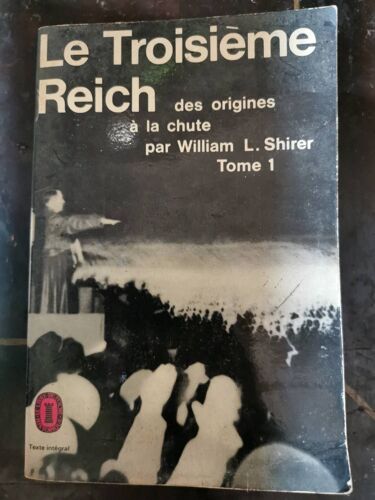 Le Troisième
Reich des origines
à la chute
par William L. Shirer
Tome 1
Texte intégral